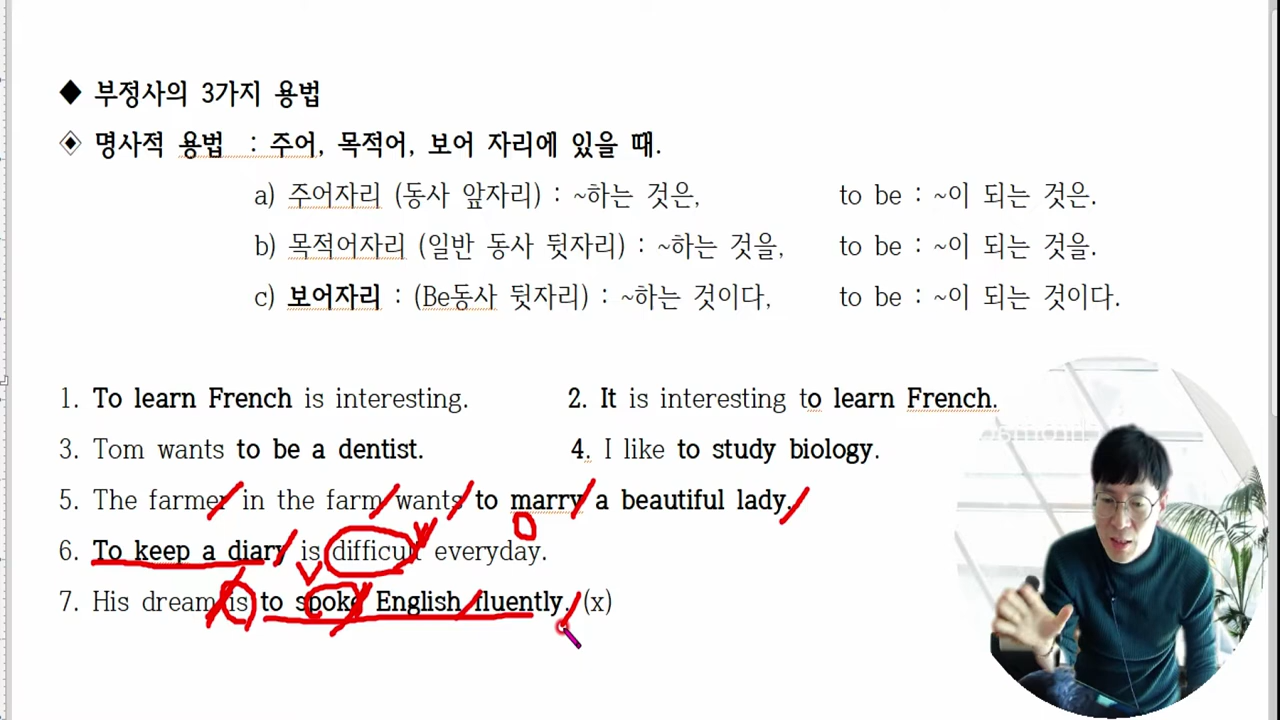 ◆ 부정사의 3가지 용법
◈ 명사적 용법 : 주어, 목적어, 보어 자리에 있을 때.
a) 주어자리 (동사 앞자리) : ~하는 것은, to be : ~이 되는 것은.
b) 목적어자리 (일반 동사 뒷자리) : ~하는 것을, to be : ~이 되는 것을.
c) 보어자리 : (Be동사 뒷자리) : ~하는 것이다, to be : ~이 되는 것이다.
1. To learn French is interesting. 2. It is interesting to learn French.
3. Tom wants to be a dentist. 4. I like to study biology.
5. The farmer in the farm wants to marry a beautiful lady.
6. To keep a diary is difficult everyday.
7. His dream is to spoke English fluently. (x)